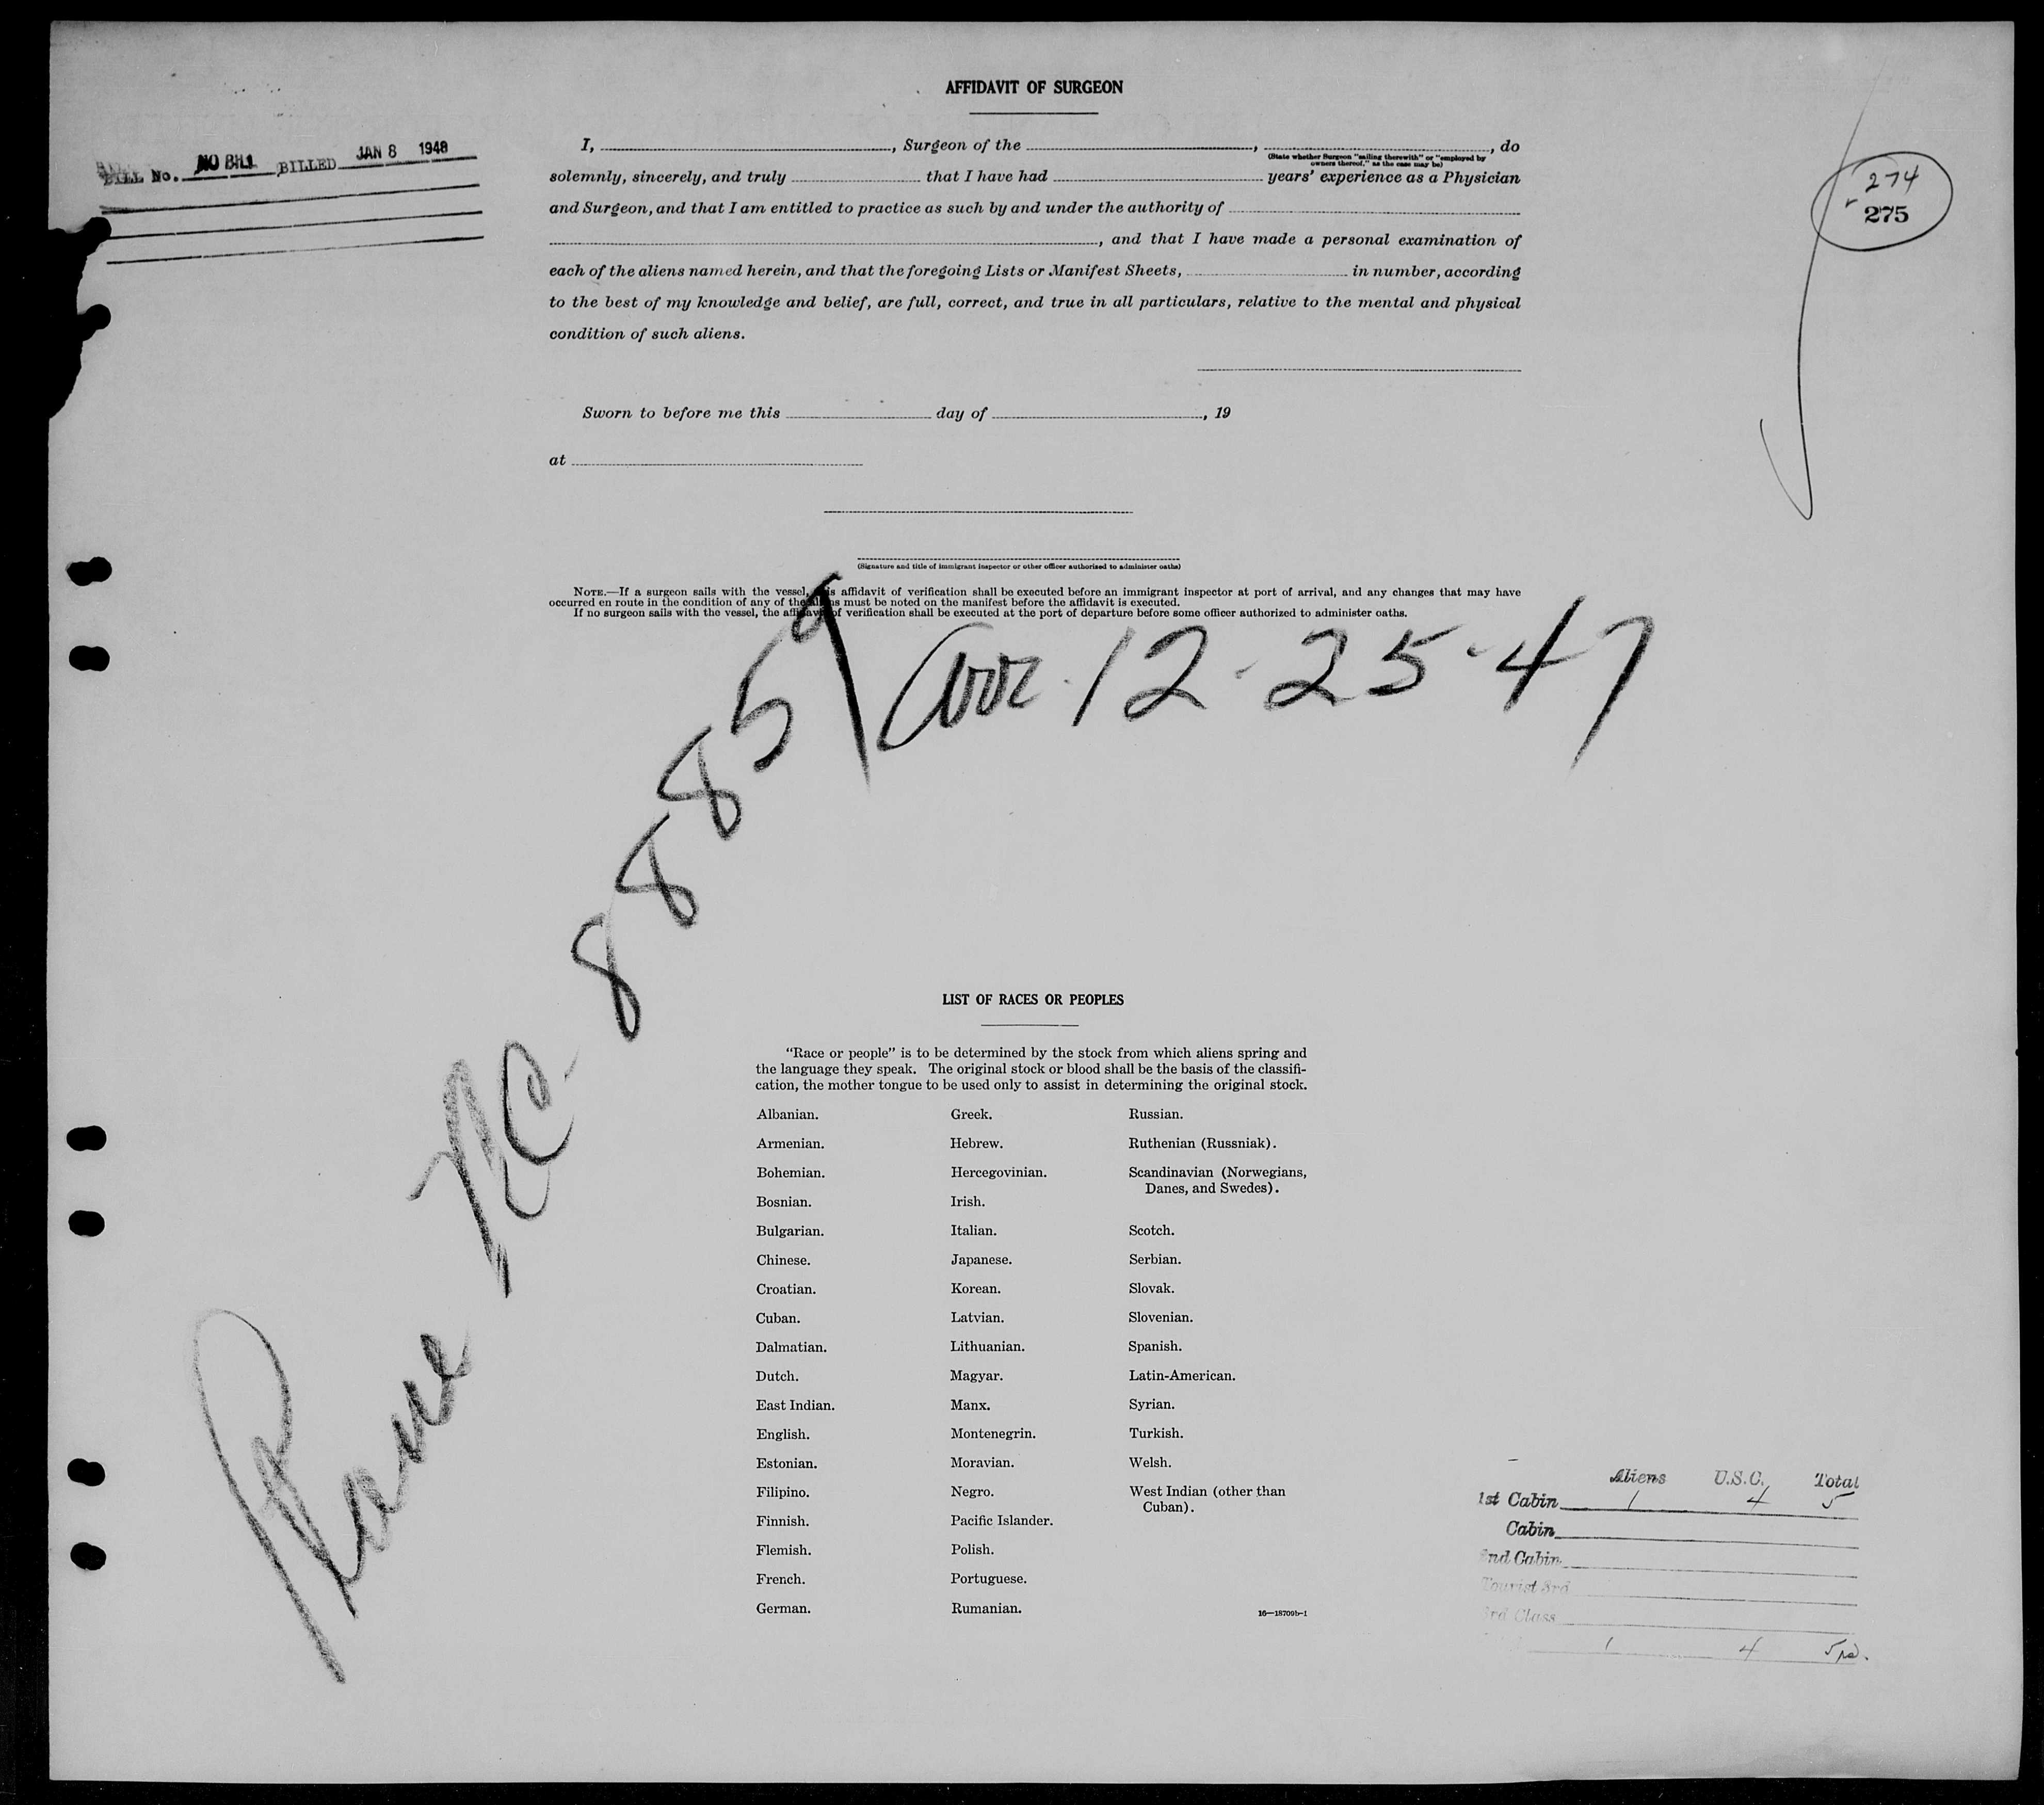 AFFIDAVIT OF SURGEON
BILL No. NO BILL BILLED JAN 8 1948
274
275
I, , Surgeon of the , , do
(State whether Surgeon "sailing therewith" or "employed by
owners thereof," as the case may be)
solemnly, sincerely, and truly that I have had years' experience as a Physician
and Surgeon, and that I am entitled to practice as such by and under the authority of
, and that I have made a personal examination of
each of the aliens named herein, and that the foregoing Lists or Manifest Sheets, in number, according
to the best of my knowledge and belief, are full, correct, and true in all particulars, relative to the mental and physical
condition of such aliens.
Sworn to before me this day of , 19
at
(Signature and title of immigrant inspector or other officer authorized to administer oaths)
NOTE.—If a surgeon sails with the vessel, this affidavit of verification shall be executed before an immigrant inspector at port of arrival, and any changes that may have
occurred en route in the condition of any of the aliens must be noted on the manifest before the affidavit is executed.
If no surgeon sails with the vessel, the affidavit of verification shall be executed at the port of departure before some officer authorized to administer oaths.
Arr. 12-25-47
Plane NC-88859
LIST OF RACES OR PEOPLES
"Race or people" is to be determined by the stock from which aliens spring and
the language they speak. The original stock or blood shall be the basis of the classifi-
cation, the mother tongue to be used only to assist in determining the original stock.
Albanian. Greek. Russian.
Armenian. Hebrew. Ruthenian (Russniak).
Bohemian. Hercegovinian. Scandinavian (Norwegians,
Danes, and Swedes).
Bosnian. Irish.
Bulgarian. Italian. Scotch.
Chinese. Japanese. Serbian.
Croatian. Korean. Slovak.
Cuban. Latvian. Slovenian.
Dalmatian. Lithuanian. Spanish.
Dutch. Magyar. Latin-American.
East Indian. Manx. Syrian.
English. Montenegrin. Turkish.
Estonian. Moravian. Welsh.
Filipino. Negro. West Indian (other than
Cuban).
Finnish. Pacific Islander.
Flemish. Polish.
French. Portuguese.
German. Rumanian.
16—18709b-1
Aliens U.S.C. Total
1st Cabin 1 4 5
Cabin
2nd Cabin
Tourist 3rd
3rd Class
1 4 5 pd.